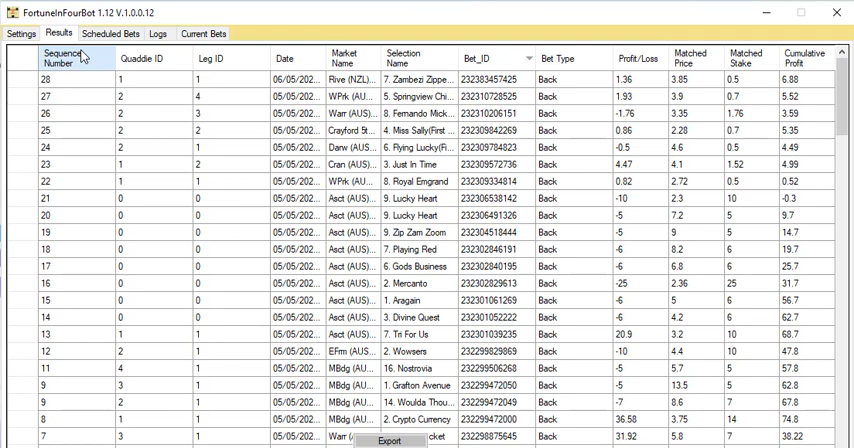 FortuneInFourBot 1.12 V.1.0.0.12
Settings Results Scheduled Bets Logs Current Bets
Sequence Number Quaddie ID Leg ID Date Market Name Selection Name Bet_ID Bet Type Profit/Loss Matched Price Matched Stake Cumulative Profit
28 1 1 06/05/202... Rive (NZL)... 7. Zambezi Zippe... 232383457425 Back 1.36 3.85 0.5 6.88
27 2 4 05/05/202... WPrk (AU... 5. Springview Chi... 232310728525 Back 1.93 3.9 0.7 5.52
26 2 3 05/05/202... Warr (AUS)... 8. Fernando Mick... 232310206151 Back -1.76 3.35 1.76 3.59
25 2 2 05/05/202... Crayford 5t... 4. Miss Sally(First ... 232309842269 Back 0.86 2.28 0.7 5.35
24 2 1 05/05/202... Darw (AUS... 6. Flying Lucky(Fi... 232309784823 Back -0.5 4.6 0.5 4.49
23 1 2 05/05/202... Cran (AUS)... 3. Just In Time 232309572736 Back 4.47 4.1 1.52 4.99
22 1 1 05/05/202... WPrk (AU... 8. Royal Emgrand 232309334814 Back 0.82 2.72 0.5 0.52
21 0 0 05/05/202... Asct (AUS)... 9. Lucky Heart 232306538142 Back -10 2.3 10 -0.3
20 0 0 05/05/202... Asct (AUS)... 9. Lucky Heart 232306491326 Back -5 7.2 5 9.7
19 0 0 05/05/202... Asct (AUS)... 9. Zip Zam Zoom 232304518444 Back -5 9 5 14.7
18 0 0 05/05/202... Asct (AUS)... 7. Playing Red 232302846191 Back -6 8.2 6 19.7
17 0 0 05/05/202... Asct (AUS)... 6. Gods Business 232302840195 Back -6 6.8 6 25.7
16 0 0 05/05/202... Asct (AUS)... 2. Mercanto 232302829613 Back -25 2.36 25 31.7
15 0 0 05/05/202... Asct (AUS)... 1. Aragain 232301061269 Back -6 5 6 56.7
14 0 0 05/05/202... Asct (AUS)... 3. Divine Quest 232301052222 Back -6 4.2 6 62.7
13 1 1 05/05/202... Asct (AUS)... 7. Tri For Us 232301039235 Back 20.9 3.2 10 68.7
12 2 1 05/05/202... EFrm (AUS)... 2. Wowsers 232299829869 Back -10 4.4 10 47.8
11 4 1 05/05/202... MBdg (AU... 16. Nostrovia 232299506268 Back -5 5.7 5 57.8
9 3 1 05/05/202... MBdg (AU... 1. Grafton Avenue 232299472050 Back -5 13.5 5 62.8
9 2 1 05/05/202... MBdg (AU... 14. Woulda Thou... 232299472049 Back -7 8.6 7 67.8
8 1 1 05/05/202... MBdg (AU... 2. Crypto Currency 232299472000 Back 36.58 3.75 14 74.8
7 3 1 05/05/202... Warr (A cket 232298875645 Back 31.92 5.8 7 38.22
Export